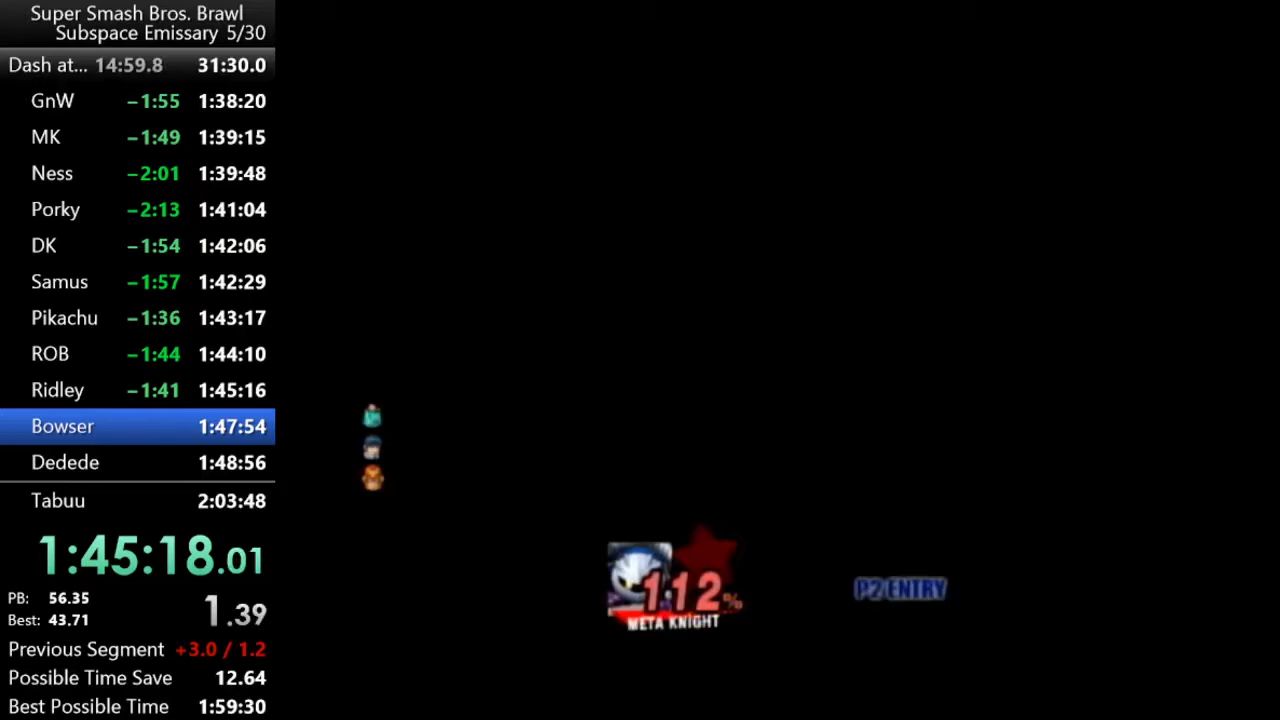 Super Smash Bros. Brawl
Subspace Emissary 5/30
Dash at... 14:59.8 31:30.0
GnW −1:55 1:38:20
MK −1:49 1:39:15
Ness −2:01 1:39:48
Porky −2:13 1:41:04
DK −1:54 1:42:06
Samus −1:57 1:42:29
Pikachu −1:36 1:43:17
ROB −1:44 1:44:10
Ridley −1:41 1:45:16
Bowser 1:47:54
Dedede 1:48:56
Tabuu 2:03:48
1:45:18.01
PB: 56.35
Best: 43.71
1.39
Previous Segment +3.0 / 1.2
Possible Time Save 12.64
Best Possible Time 1:59:30
112%
META KNIGHT
P2 ENTRY